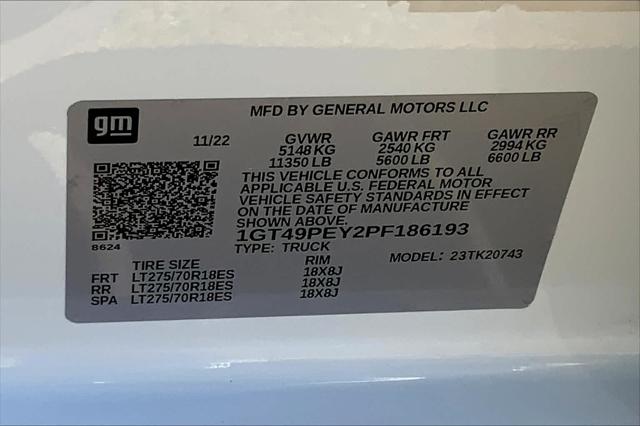 gm
MFD BY GENERAL MOTORS LLC
11/22 GVWR GAWR FRT GAWR RR
5148 KG 2540 KG 2994 KG
11350 LB 5600 LB 6600 LB
THIS VEHICLE CONFORMS TO ALL
APPLICABLE U.S. FEDERAL MOTOR
VEHICLE SAFETY STANDARDS IN EFFECT
ON THE DATE OF MANUFACTURE
SHOWN ABOVE.
8624
1GT49PEY2PF186193
TYPE: TRUCK MODEL: 23TK20743
TIRE SIZE RIM
FRT LT275/70R18ES 18X8J
RR LT275/70R18ES 18X8J
SPA LT275/70R18ES 18X8J